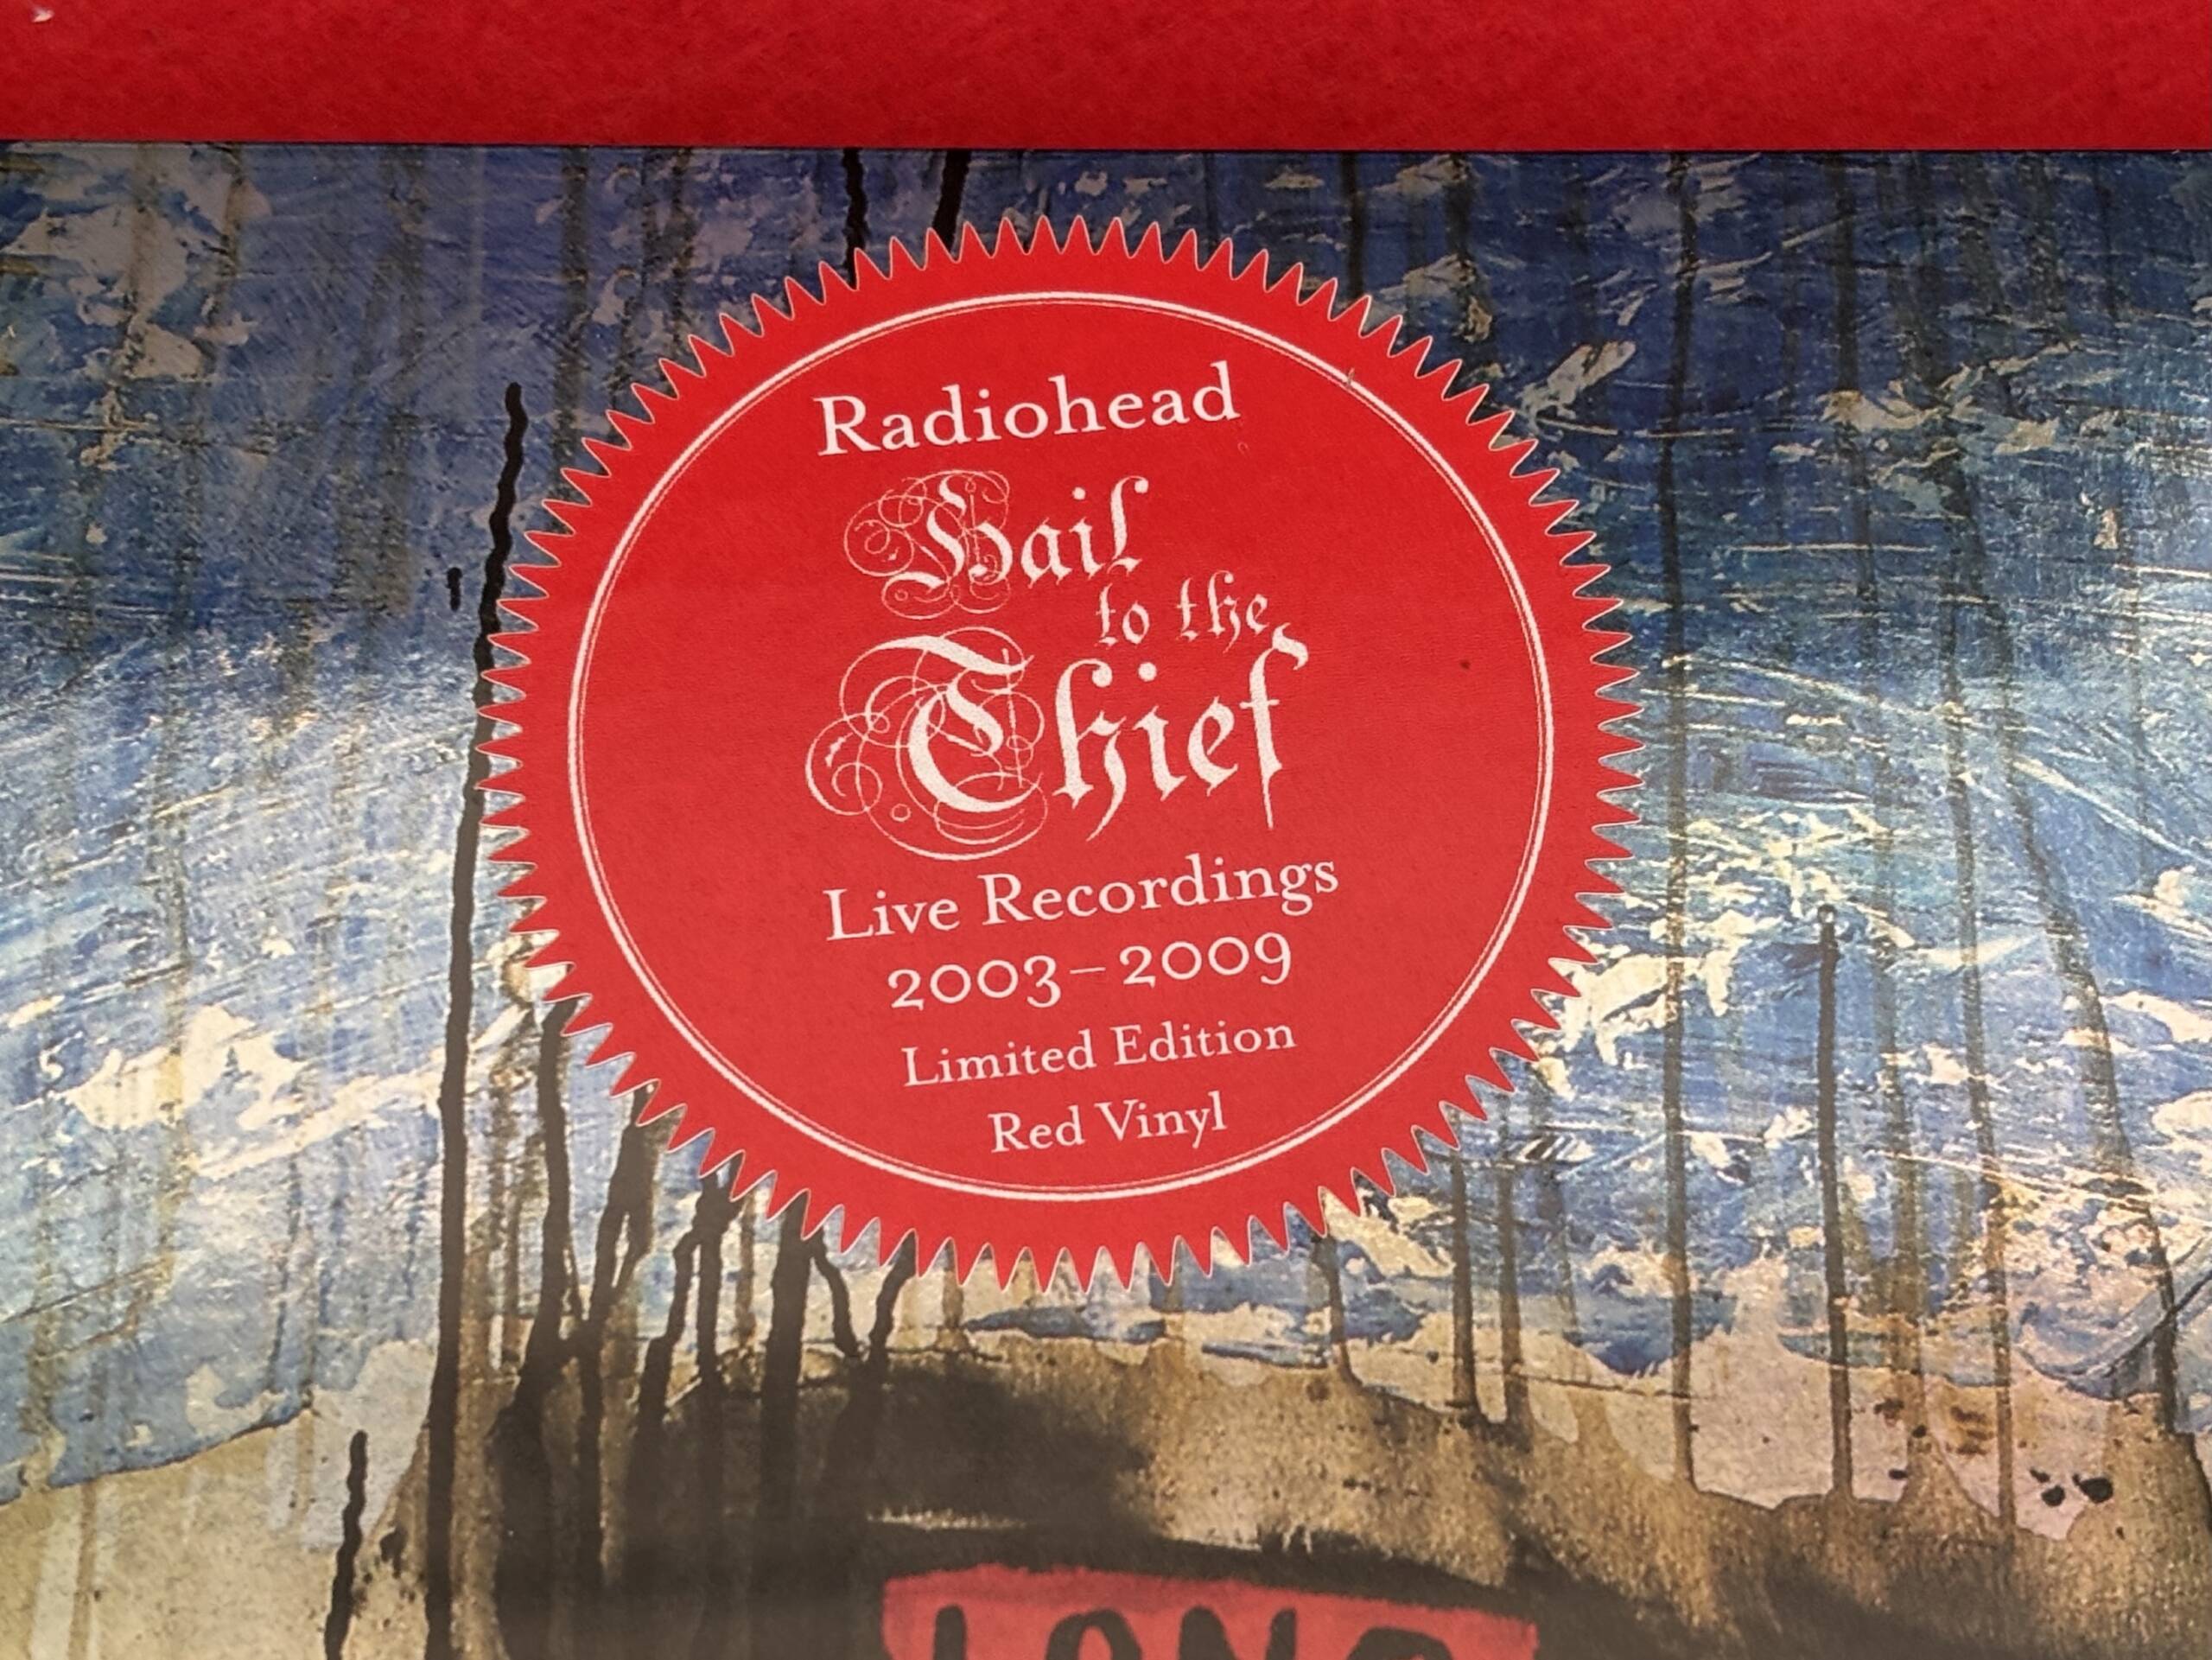 Radiohead
Hail
to the
Thief
Live Recordings
2003–2009
Limited Edition
Red Vinyl